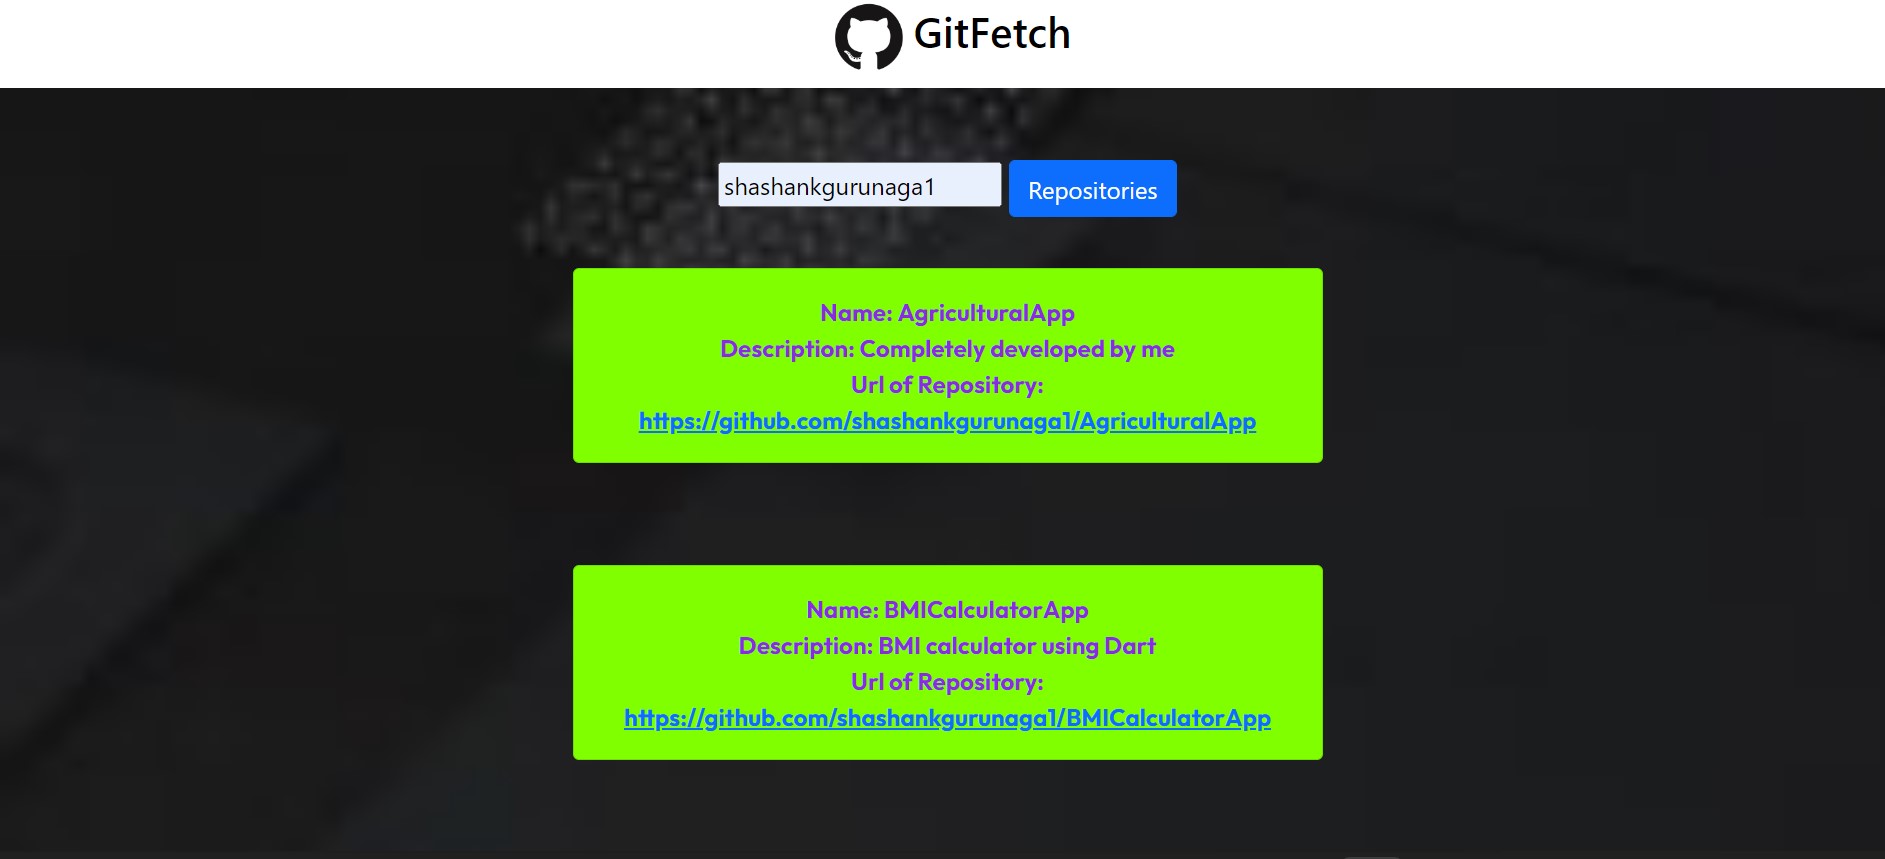 GitFetch
shashankgurunaga1
Repositories
Name: AgriculturalApp
Description: Completely developed by me
Url of Repository:
https://github.com/shashankgurunaga1/AgriculturalApp
Name: BMICalculatorApp
Description: BMI calculator using Dart
Url of Repository:
https://github.com/shashankgurunaga1/BMICalculatorApp